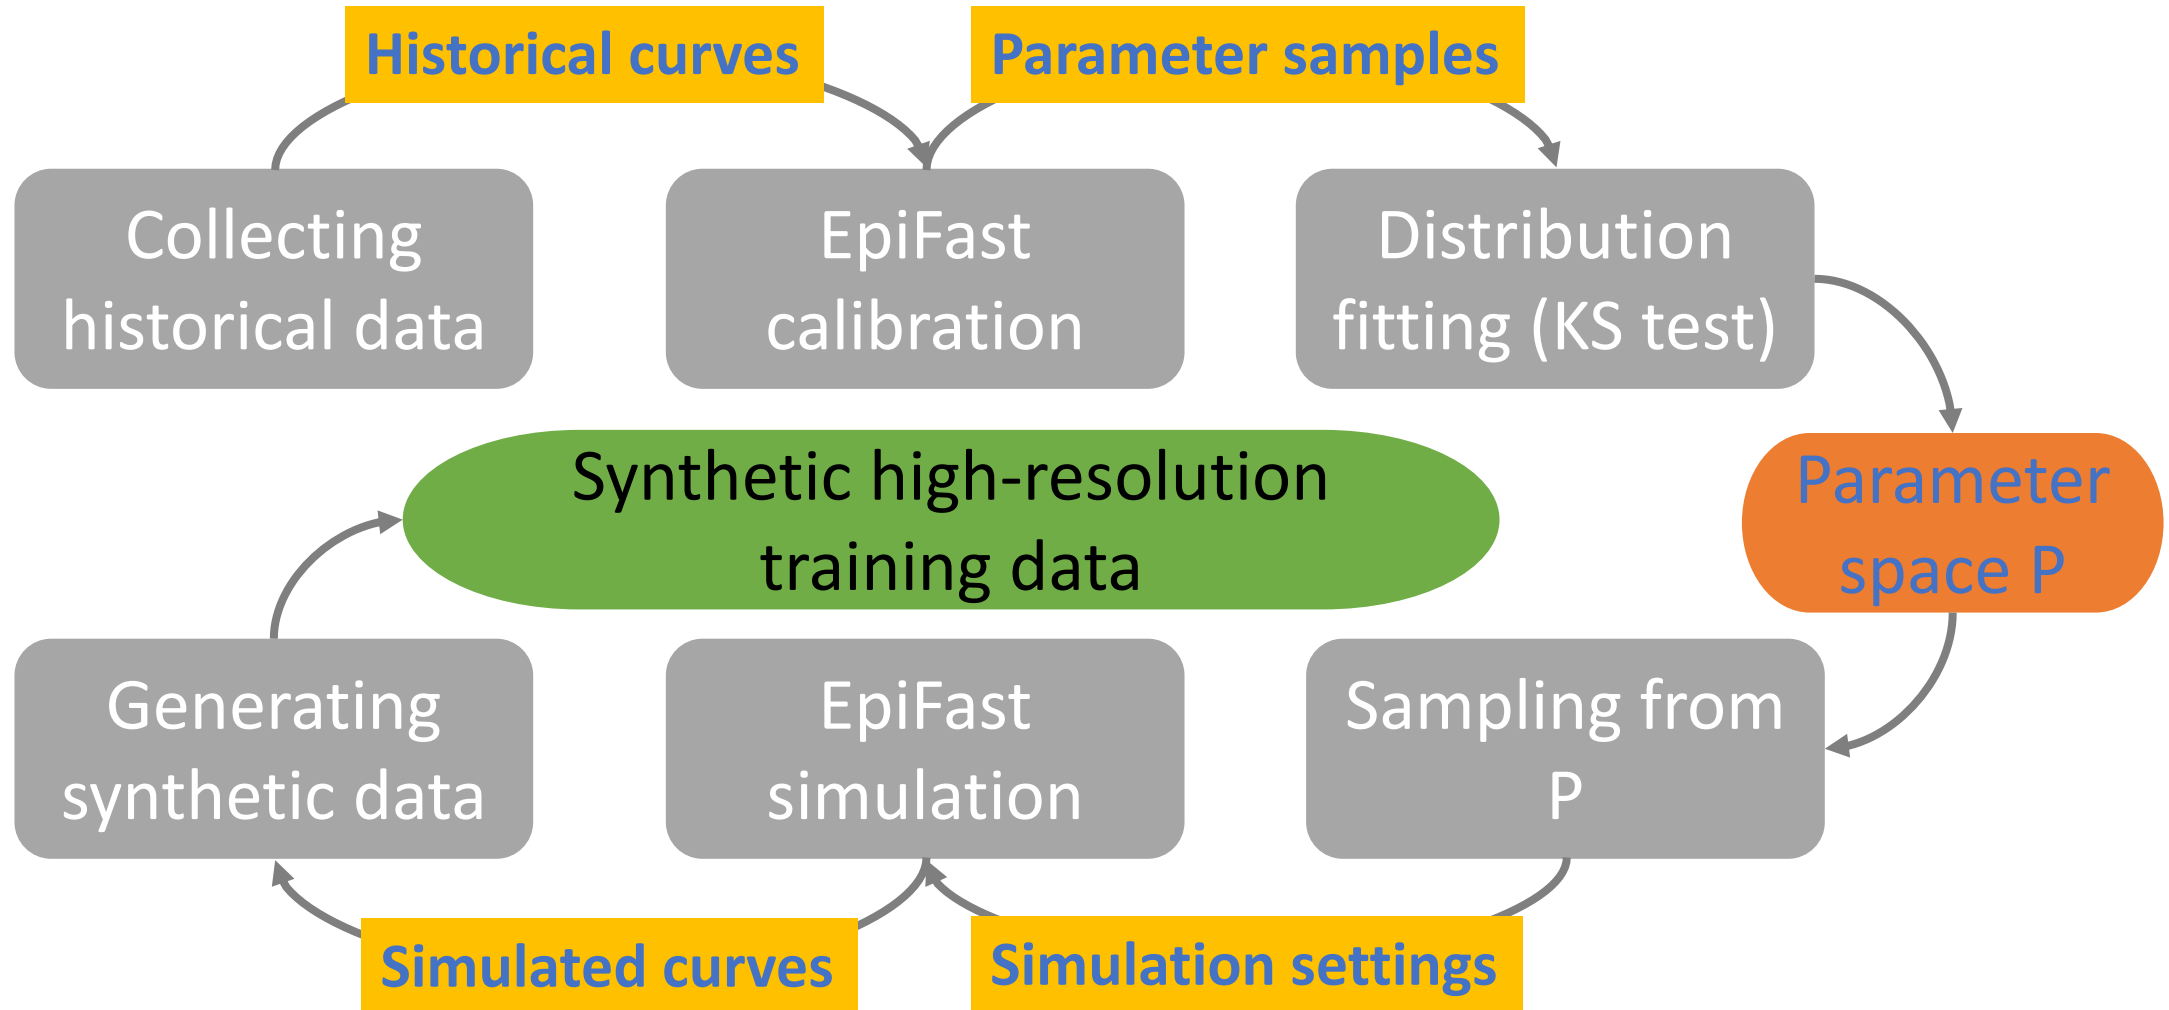 Historical curves
Parameter samples
Collecting
historical data
EpiFast
calibration
Distribution
fitting (KS test)
Synthetic high-resolution
training data
Parameter
space P
Generating
synthetic data
EpiFast
simulation
Sampling from
P
Simulated curves
Simulation settings